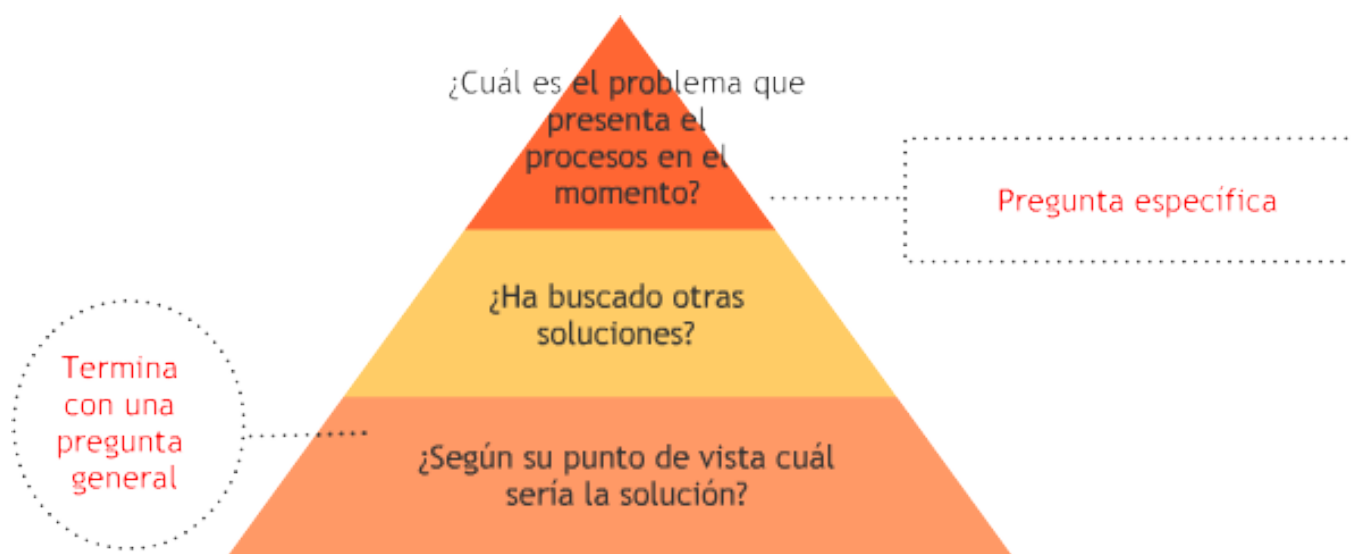 ¿Cuál es el problema que
presenta el
procesos en el
momento?
Pregunta específica
¿Ha buscado otras
soluciones?
Termina
con una
pregunta
general
¿Según su punto de vista cuál
sería la solución?